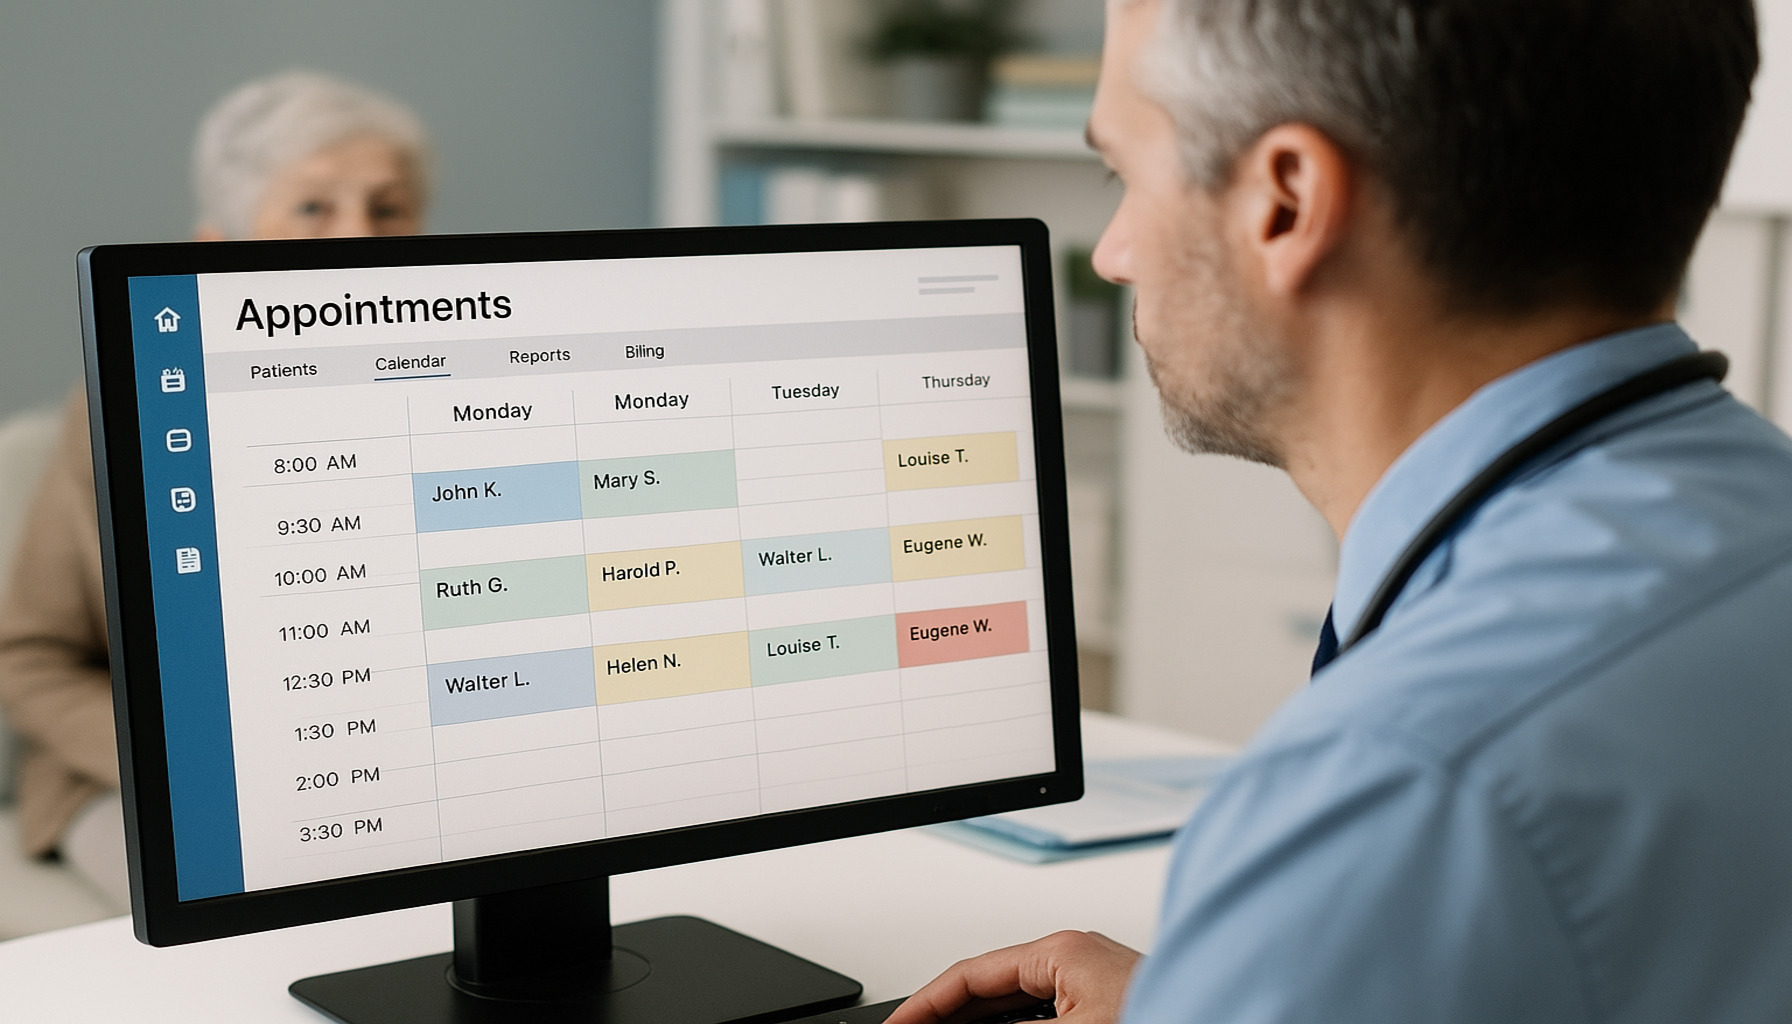 Appointments
Patients Calendar Reports Biling
Monday Monday Tuesday Thursday
8:00 AM
John K. Mary S. Louise T.
9:30 AM
10:00 AM
Ruth G. Harold P. Walter L. Eugene W.
11:00 AM
12:30 PM
Walter L. Helen N. Louise T. Eugene W.
1:30 PM
2:00 PM
3:30 PM